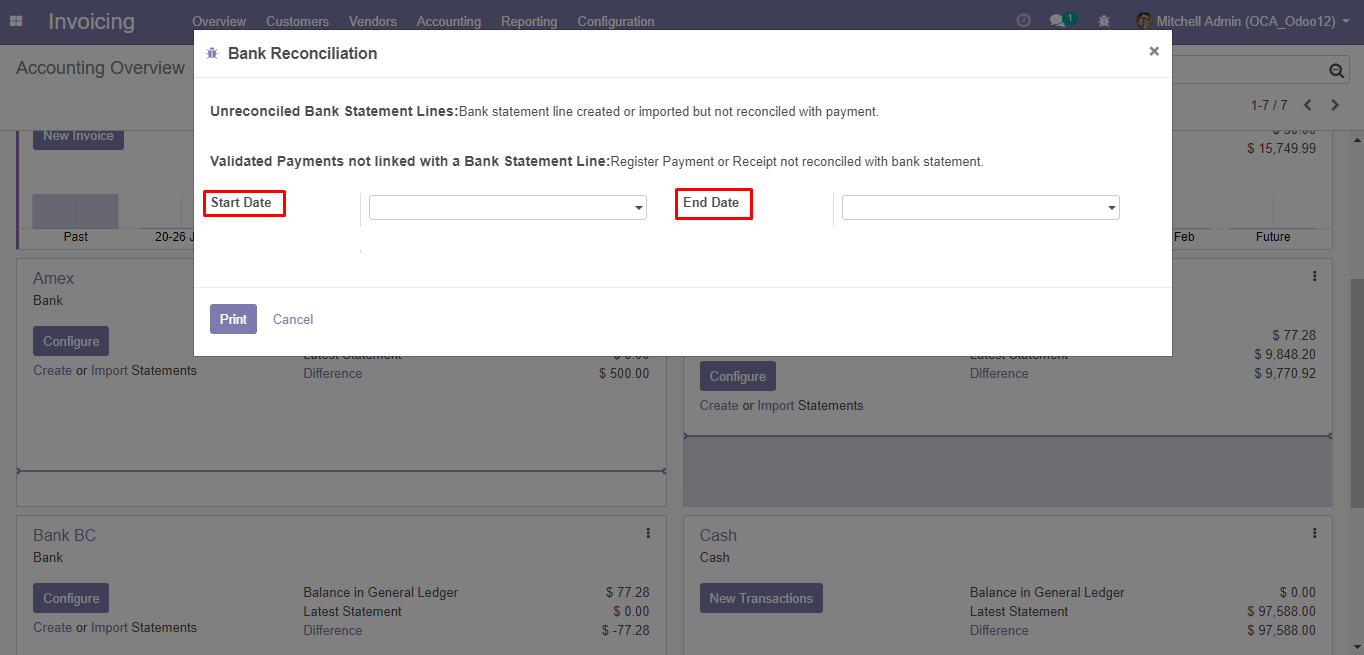 Invoicing
Overview Customers Vendors Accounting Reporting Configuration
1
Mitchell Admin (OCA_Odoo12)
Accounting Overview
1-7 / 7
Bank Reconciliation
×
Unreconciled Bank Statement Lines:Bank statement line created or imported but not reconciled with payment.
Validated Payments not linked with a Bank Statement Line:Register Payment or Receipt not reconciled with bank statement.
Start Date
End Date
Print
Cancel
New Invoice
$ 15,749.99
Past
20-26 J
Feb
Future
Amex
Bank
Configure
Create or Import Statements
Latest Statement $ 0.00
Difference $ 500.00
$ 77.28
Latest Statement $ 9,848.20
Difference $ 9,770.92
Configure
Create or Import Statements
Bank BC
Bank
Configure
Create or Import Statements
Balance in General Ledger $ 77.28
Latest Statement $ 0.00
Difference $ -77.28
Cash
Cash
New Transactions
Balance in General Ledger $ 0.00
Latest Statement $ 97,588.00
Difference $ 97,588.00